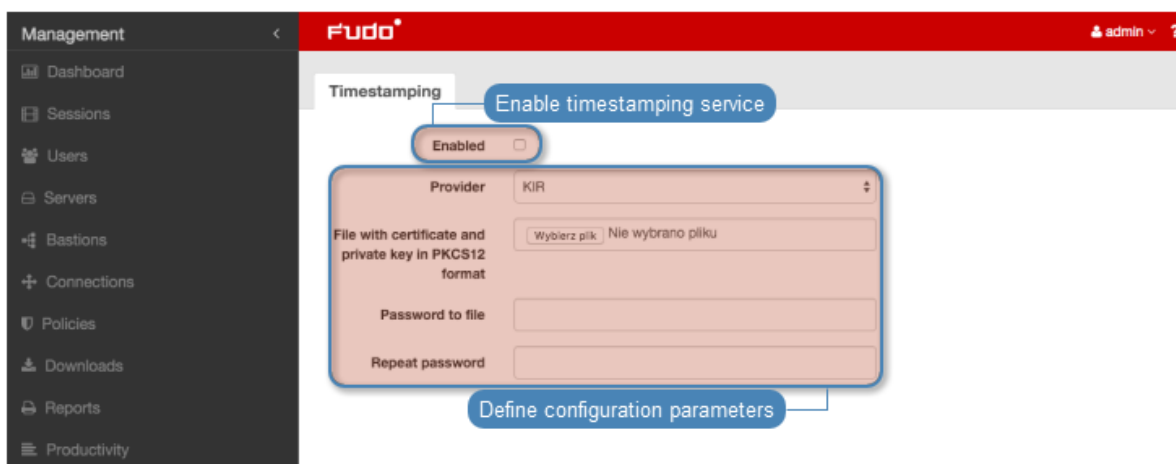 Management
Fudo
admin
?
Dashboard
Sessions
Users
Servers
Bastions
Connections
Policies
Downloads
Reports
Productivity
Timestamping
Enable timestamping service
Enabled
Provider
KIR
File with certificate and
private key in PKCS12
format
Wybierz plik Nie wybrano pliku
Password to file
Repeat password
Define configuration parameters